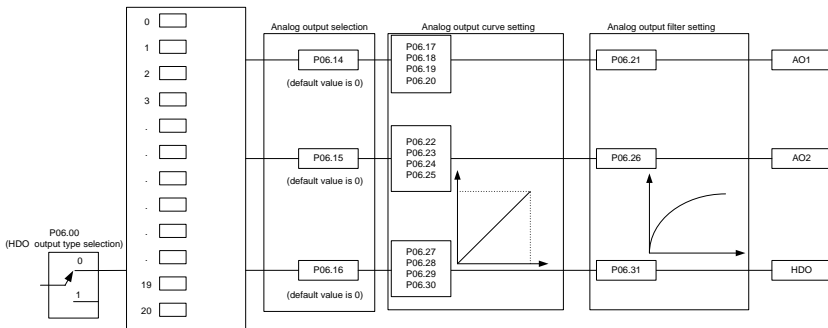 Analog output selection
Analog output curve setting
Analog output filter setting
0
1
2
3
.
.
.
.
.
.
19
20
P06.14
(default value is 0)
P06.17
P06.18
P06.19
P06.20
P06.21
AO1
P06.15
(default value is 0)
P06.22
P06.23
P06.24
P06.25
P06.26
AO2
P06.00
(HDO output type selection)
0
1
P06.16
(default value is 0)
P06.27
P06.28
P06.29
P06.30
P06.31
HDO